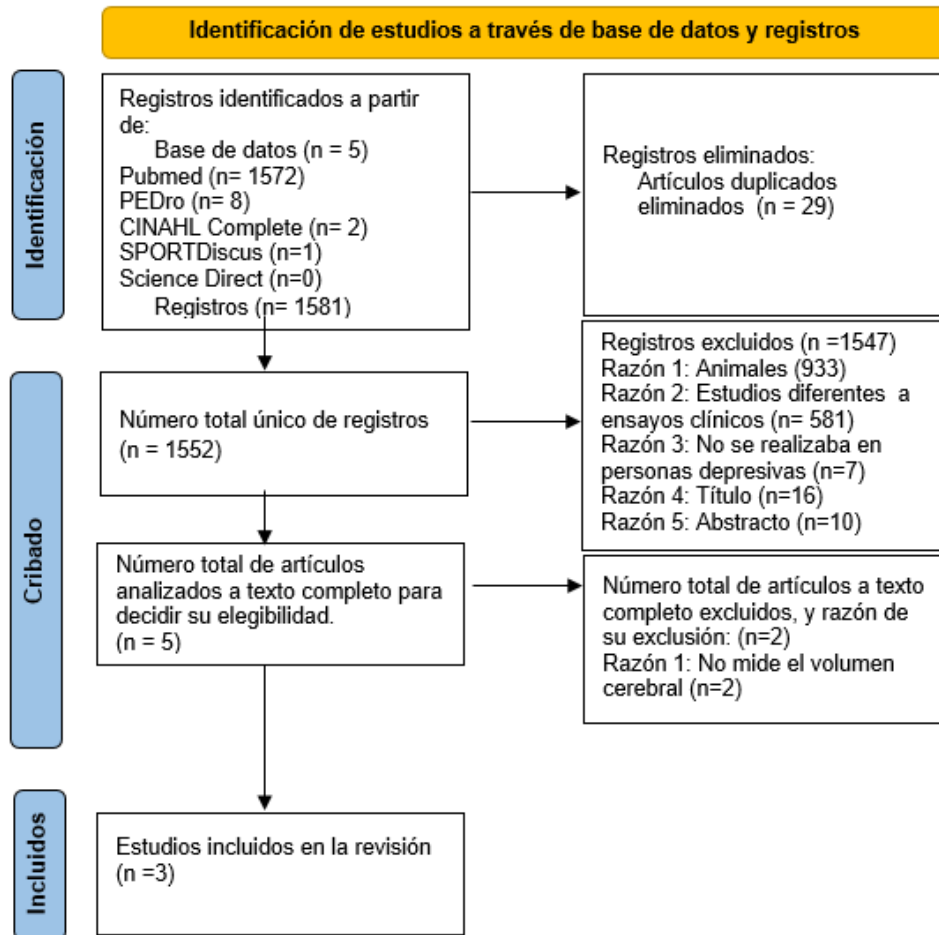 Identificación de estudios a través de base de datos y registros
Identificación
Registros identificados a partir
de:
Base de datos (n = 5)
Pubmed (n= 1572)
PEDro (n= 8)
CINAHL Complete (n= 2)
SPORTDiscus (n=1)
Science Direct (n=0)
Registros (n= 1581)
Registros eliminados:
Artículos duplicados
eliminados (n = 29)
Cribado
Número total único de registros
(n = 1552)
Registros excluidos (n =1547)
Razón 1: Animales (933)
Razón 2: Estudios diferentes a
ensayos clínicos (n= 581)
Razón 3: No se realizaba en
personas depresivas (n=7)
Razón 4: Título (n=16)
Razón 5: Abstracto (n=10)
Número total de artículos
analizados a texto completo para
decidir su elegibilidad.
(n = 5)
Número total de artículos a texto
completo excluidos, y razón de
su exclusión: (n=2)
Razón 1: No mide el volumen
cerebral (n=2)
Incluidos
Estudios incluidos en la revisión
(n =3)